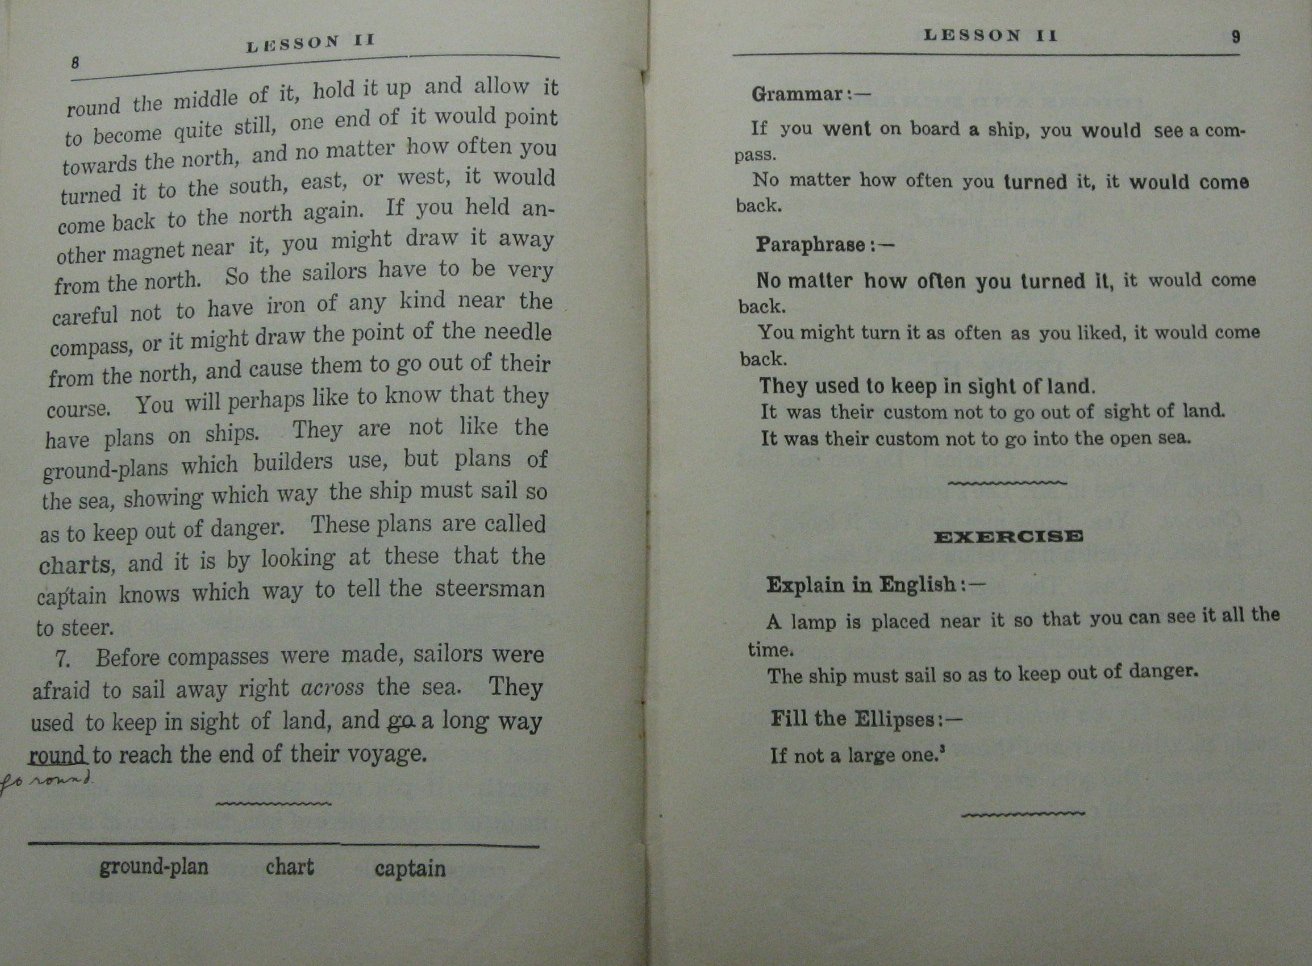 8 LESSON II
round the middle of it, hold it up and allow it
to become quite still, one end of it would point
towards the north, and no matter how often you
turned it to the south, east, or west, it would
come back to the north again. If you held an-
other magnet near it, you might draw it away
from the north. So the sailors have to be very
careful not to have iron of any kind near the
compass, or it might draw the point of the needle
from the north, and cause them to go out of their
course. You will perhaps like to know that they
have plans on ships. They are not like the
ground-plans which builders use, but plans of
the sea, showing which way the ship must sail so
as to keep out of danger. These plans are called
charts, and it is by looking at these that the
captain knows which way to tell the steersman
to steer.
7. Before compasses were made, sailors were
afraid to sail away right across the sea. They
used to keep in sight of land, and go a long way
round to reach the end of their voyage.
go round
ground-plan chart captain
LESSON II 9
Grammar:—
If you went on board a ship, you would see a com-
pass.
No matter how often you turned it, it would come
back.
Paraphrase:—
No matter how often you turned it, it would come
back.
You might turn it as often as you liked, it would come
back.
They used to keep in sight of land.
It was their custom not to go out of sight of land.
It was their custom not to go into the open sea.
EXERCISE
Explain in English:—
A lamp is placed near it so that you can see it all the
time.
The ship must sail so as to keep out of danger.
Fill the Ellipses:—
If not a large one.³